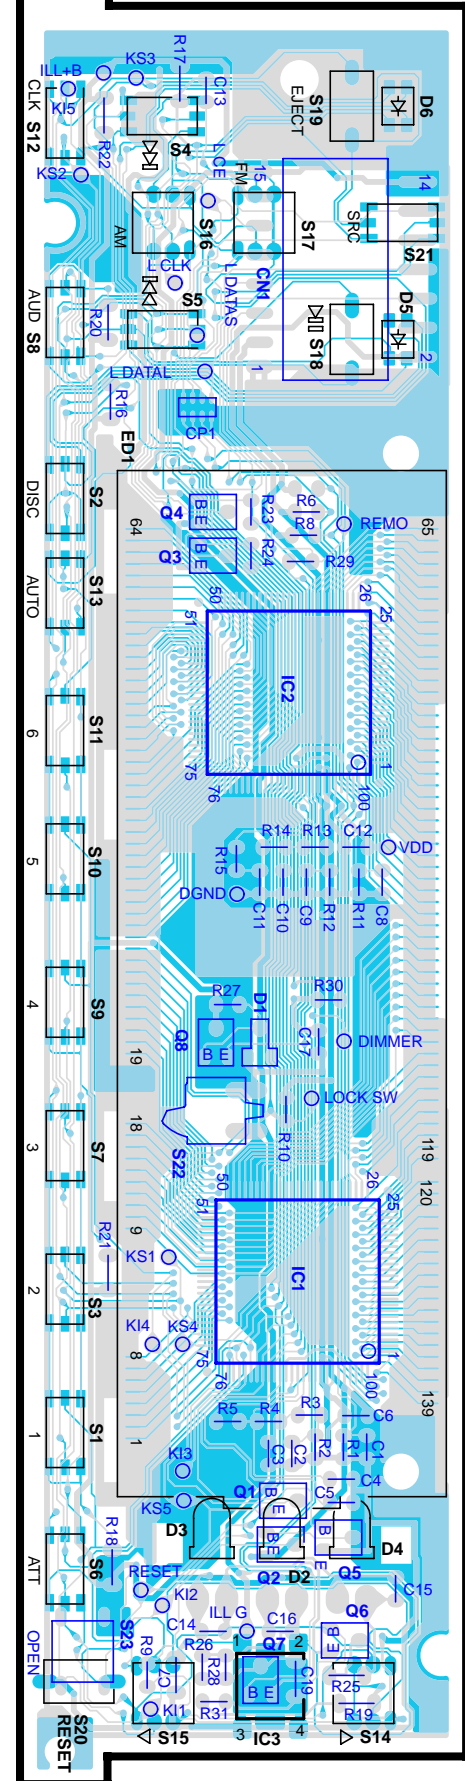 KS3
R17
ILL+B
C13
CLK
KI5
S12
R22
S4
KS2
LCE
FM
15
S19
EJECT
D6
14
AM
S16
S17
SRC
S21
L CLK
CN1
L DATAS
AUD
S8
R20
S5
S18
D5
L DATAL
1
2
R16
CP1
ED1
DISC
S2
64
Q4
B E
R23
R6
R8
REMO
65
Q3
B E
R24
R29
AUTO
S13
50
51
26
25
IC2
6
S11
75
76
1
100
R14
R13
C12
VDD
5
S10
R15
DGND
C11
C10
C9
R12
R11
C8
R27
D1
R30
4
S9
19
Q8
B E
C17
DIMMER
LOCK SW
18
S22
R10
3
S7
50
51
26
25
119
120
9
R21
KS1
IC1
2
S3
KI4
KS4
8
75
76
1
100
139
R5
R4
R3
C6
1
S1
1
C3
C2
R2
R1
C1
KI3
KS5
Q1
B E
C5
C4
D3
B E
E
D4
ATT
S6
R18
Q2
D2
Q5
RESET
KI2
C15
OPEN
S23
C14
ILL G
C16
Q6
E B
R9
C7
R26
R28
1
Q7
2
C19
R25
B E
S20
RESET
KI1
R31
R19
S15
3
IC3
4
S14